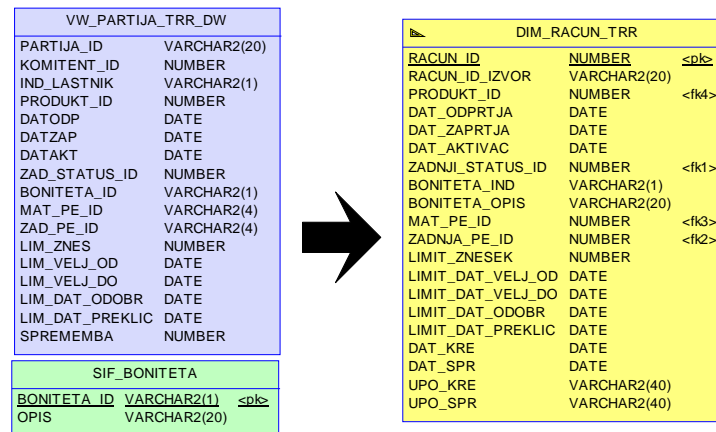 VW_PARTIJA_TRR_DW
PARTIJA_ID VARCHAR2(20)
KOMITENT_ID NUMBER
IND_LASTNIK VARCHAR2(1)
PRODUKT_ID NUMBER
DATODP DATE
DATZAP DATE
DATAKT DATE
ZAD_STATUS_ID NUMBER
BONITETA_ID VARCHAR2(1)
MAT_PE_ID VARCHAR2(4)
ZAD_PE_ID VARCHAR2(4)
LIM_ZNES NUMBER
LIM_VELJ_OD DATE
LIM_VELJ_DO DATE
LIM_DAT_ODOBR DATE
LIM_DAT_PREKLIC DATE
SPREMEMBA NUMBER
SIF_BONITETA
BONITETA_ID VARCHAR2(1) <pk>
OPIS VARCHAR2(20)
DIM_RACUN_TRR
RACUN_ID NUMBER <pk>
RACUN_ID_IZVOR VARCHAR2(20)
PRODUKT_ID NUMBER <fk4>
DAT_ODPRTJA DATE
DAT_ZAPRTJA DATE
DAT_AKTIVAC DATE
ZADNJI_STATUS_ID NUMBER <fk1>
BONITETA_IND VARCHAR2(1)
BONITETA_OPIS VARCHAR2(20)
MAT_PE_ID NUMBER <fk3>
ZADNJA_PE_ID NUMBER <fk2>
LIMIT_ZNESEK NUMBER
LIMIT_DAT_VELJ_OD DATE
LIMIT_DAT_VELJ_DO DATE
LIMIT_DAT_ODOBR DATE
LIMIT_DAT_PREKLIC DATE
DAT_KRE DATE
DAT_SPR DATE
UPO_KRE VARCHAR2(40)
UPO_SPR VARCHAR2(40)